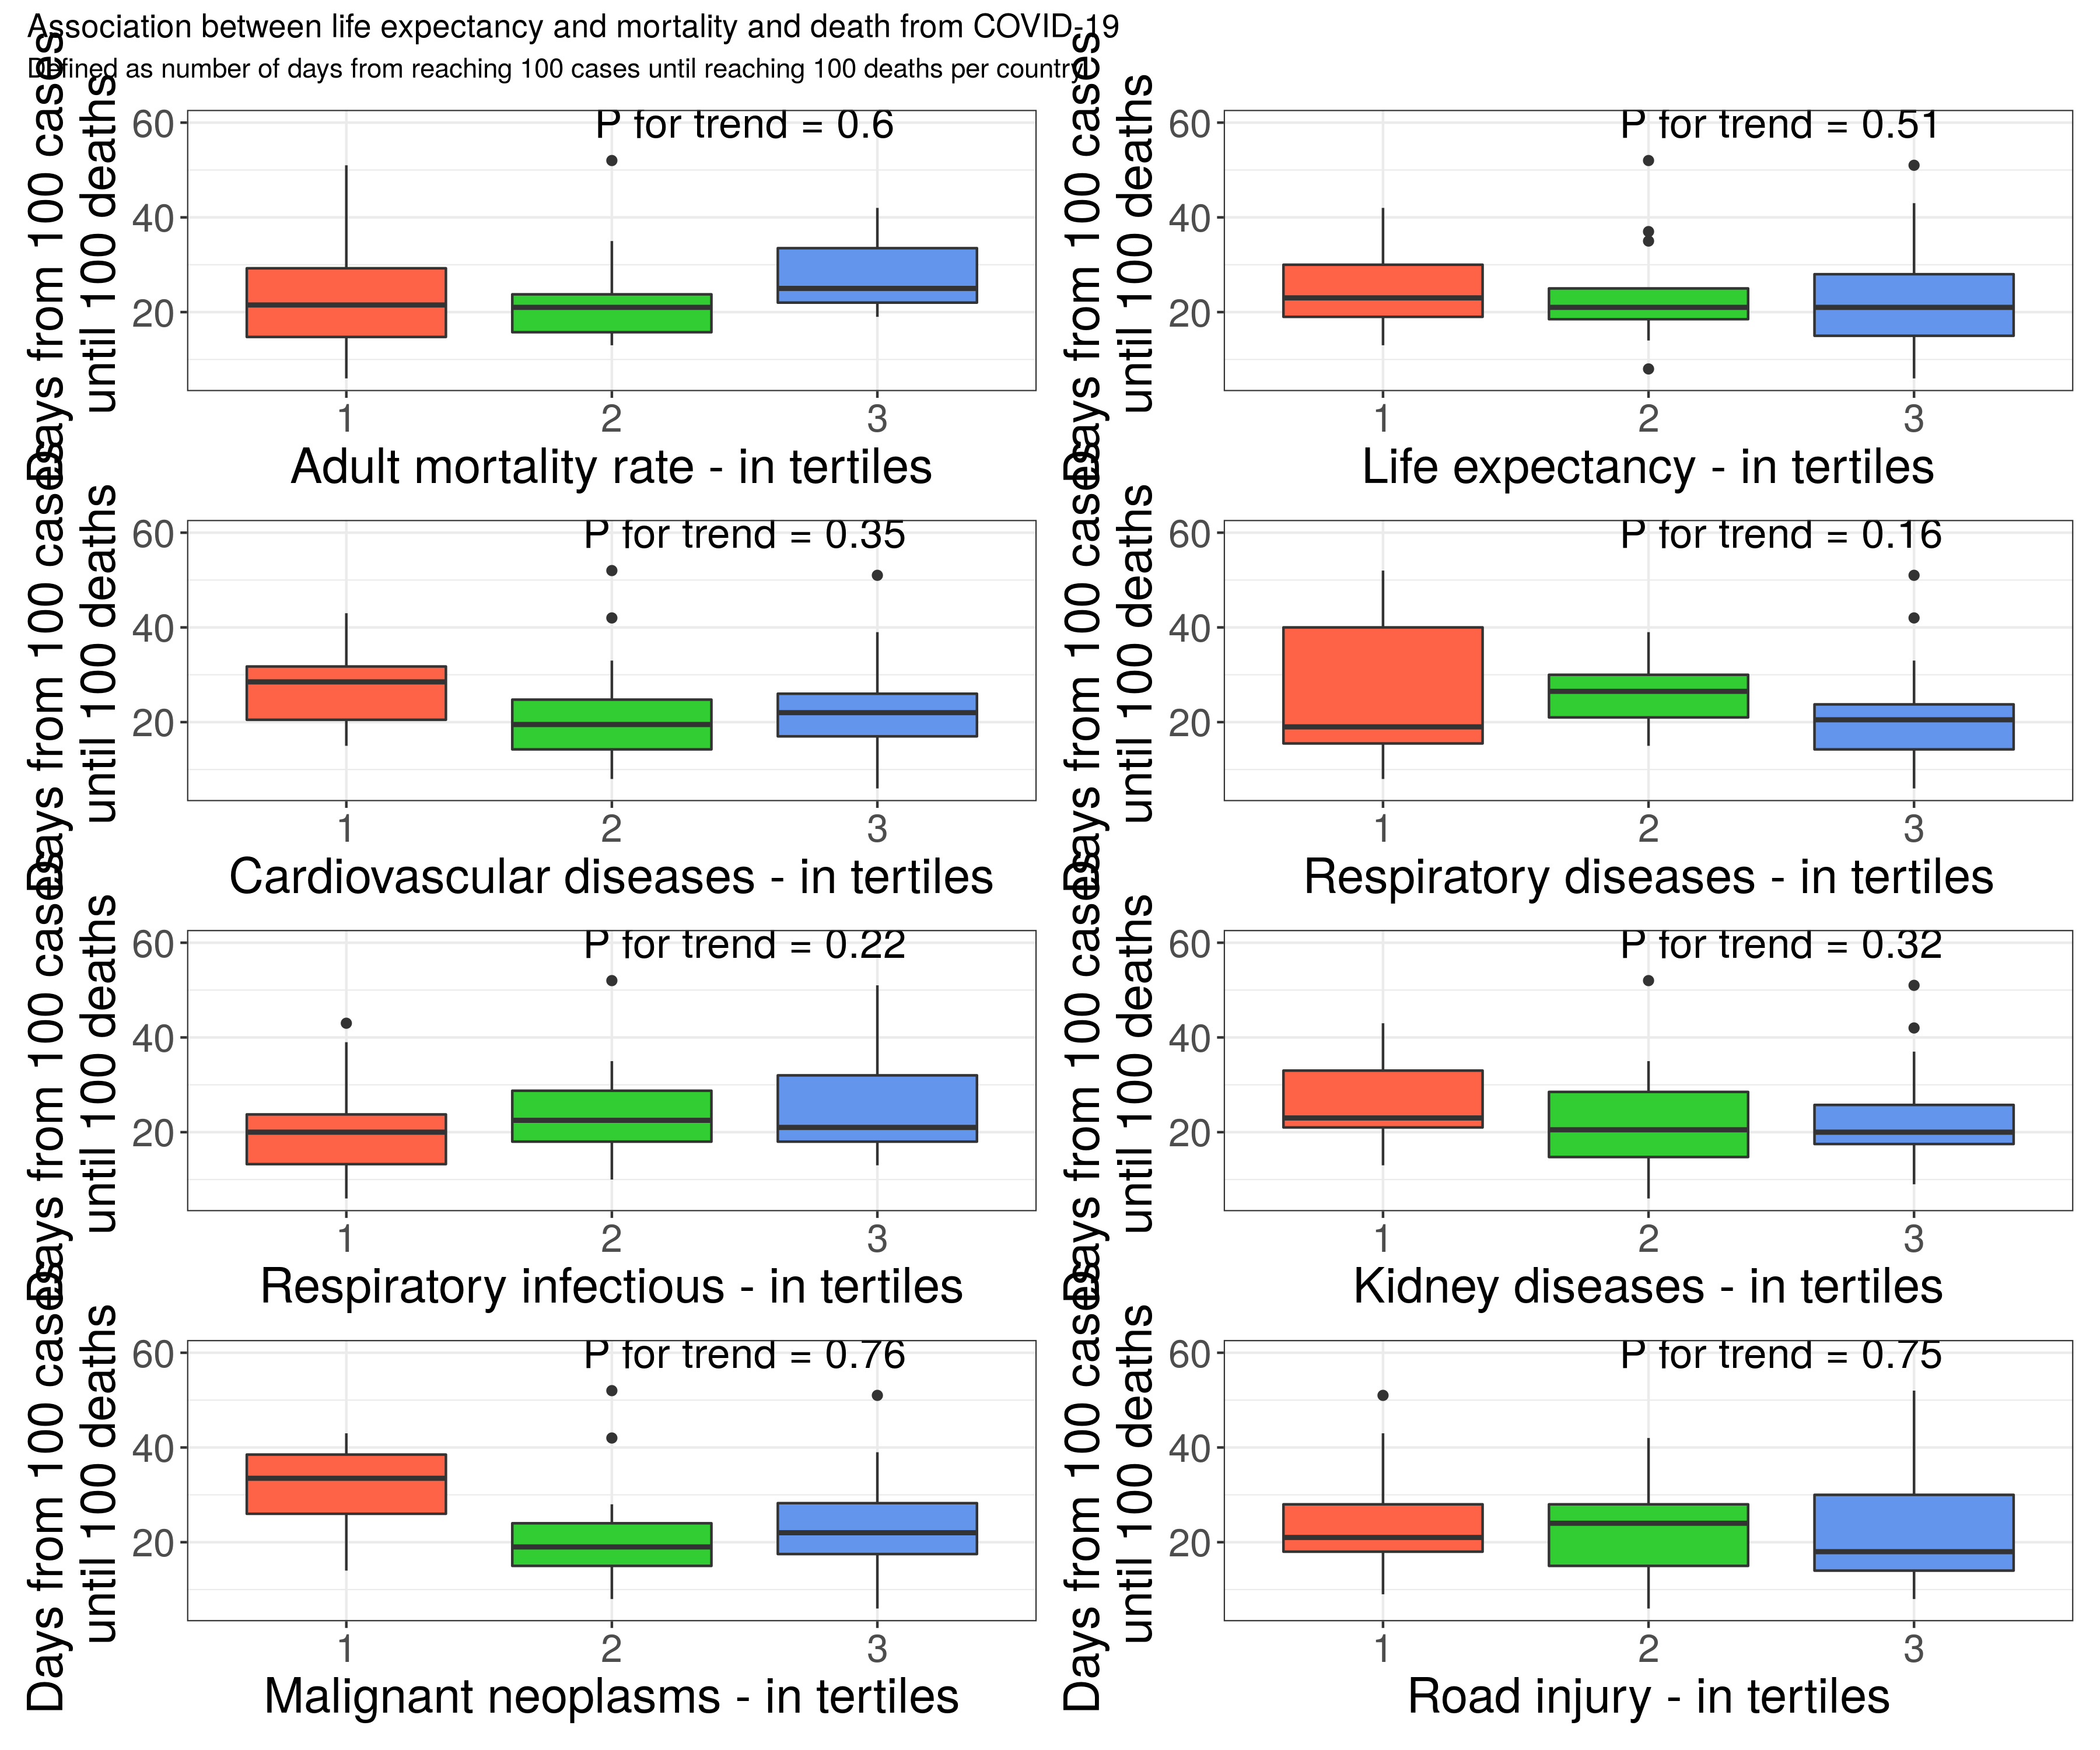 Association between life expectancy and mortality and death from COVID-19
Defined as number of days from reaching 100 cases until reaching 100 deaths per country
Days from 100 cases
until 100 deaths
60
40
20
P for trend = 0.6
1 2 3
Adult mortality rate - in tertiles
Days from 100 cases
until 100 deaths
60
40
20
P for trend = 0.51
1 2 3
Life expectancy - in tertiles
Days from 100 cases
until 100 deaths
60
40
20
P for trend = 0.35
1 2 3
Cardiovascular diseases - in tertiles
Days from 100 cases
until 100 deaths
60
40
20
P for trend = 0.16
1 2 3
Respiratory diseases - in tertiles
Days from 100 cases
until 100 deaths
60
40
20
P for trend = 0.22
1 2 3
Respiratory infectious - in tertiles
Days from 100 cases
until 100 deaths
60
40
20
P for trend = 0.32
1 2 3
Kidney diseases - in tertiles
Days from 100 cases
until 100 deaths
60
40
20
P for trend = 0.76
1 2 3
Malignant neoplasms - in tertiles
Days from 100 cases
until 100 deaths
60
40
20
P for trend = 0.75
1 2 3
Road injury - in tertiles